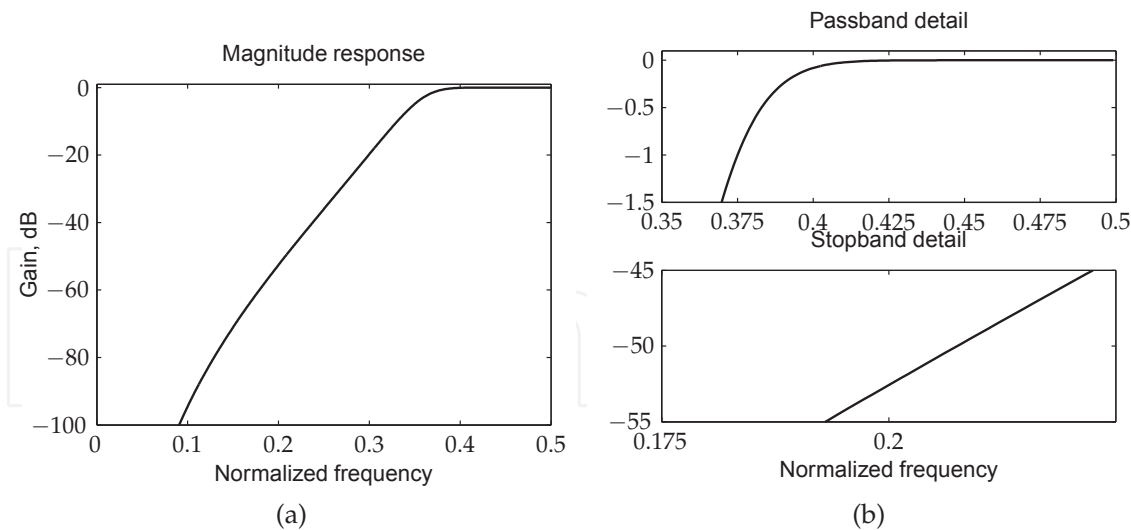 Magnitude response
0
−20
−40
−60
−80
−100
Gain, dB
0 0.1 0.2 0.3 0.4 0.5
Normalized frequency
(a)
Passband detail
0
−0.5
−1
−1.5
0.35 0.375 0.4 0.425 0.45 0.475 0.5
Stopband detail
−45
−50
−55
0.175 0.2
Normalized frequency
(b)